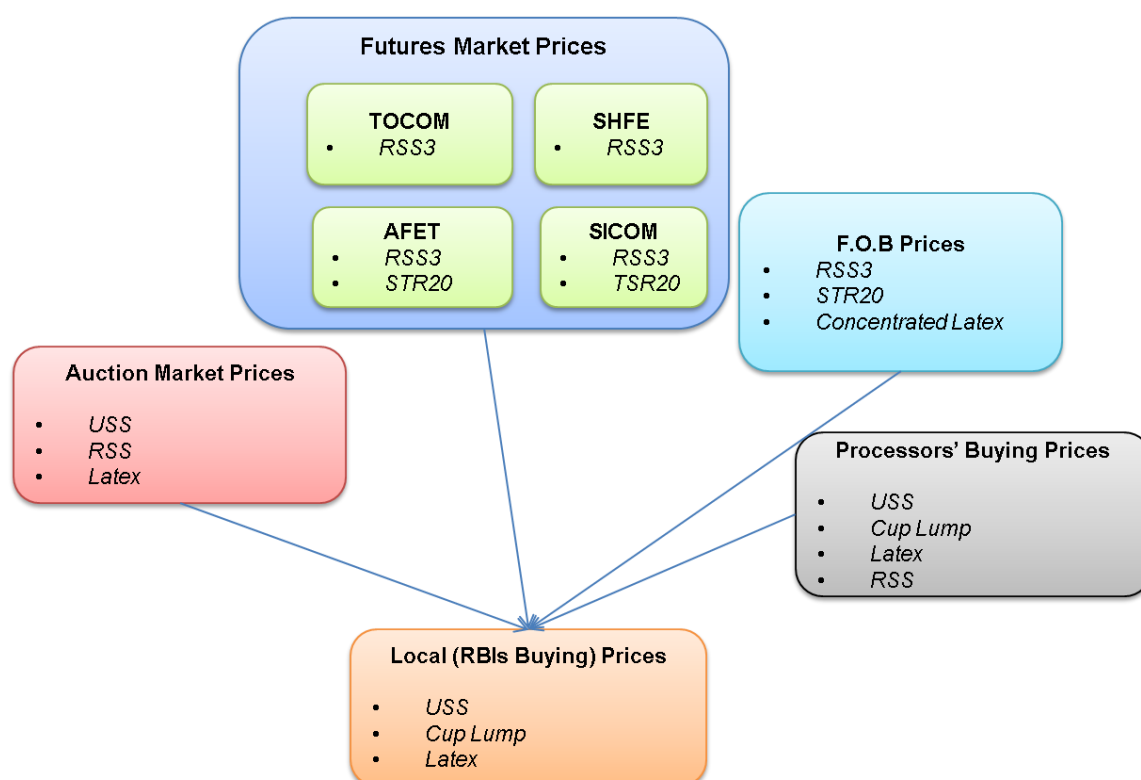 Futures Market Prices
TOCOM
• RSS3
SHFE
• RSS3
AFET
• RSS3
• STR20
SICOM
• RSS3
• TSR20
F.O.B Prices
• RSS3
• STR20
• Concentrated Latex
Auction Market Prices
• USS
• RSS
• Latex
Processors’ Buying Prices
• USS
• Cup Lump
• Latex
• RSS
Local (RBIs Buying) Prices
• USS
• Cup Lump
• Latex